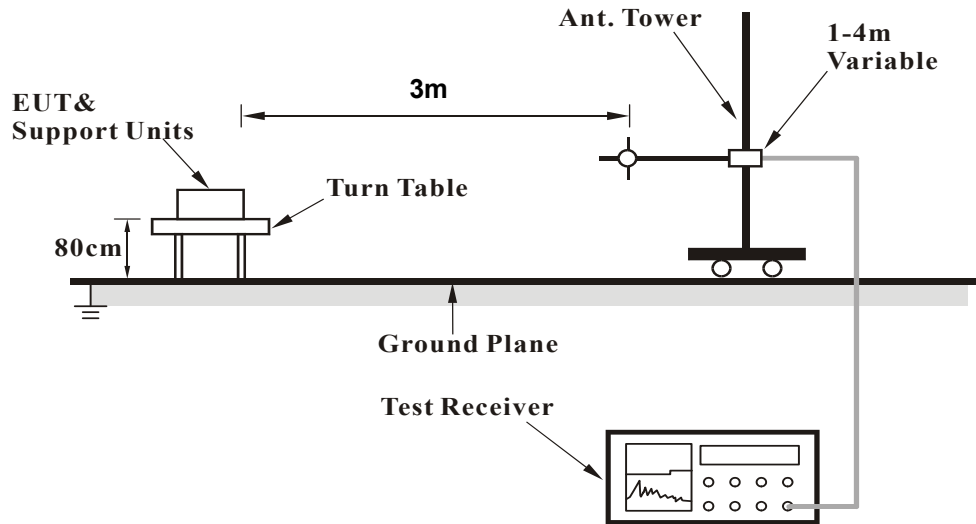 Ant. Tower
1-4m
Variable
3m
EUT&
Support Units
Turn Table
80cm
Ground Plane
Test Receiver